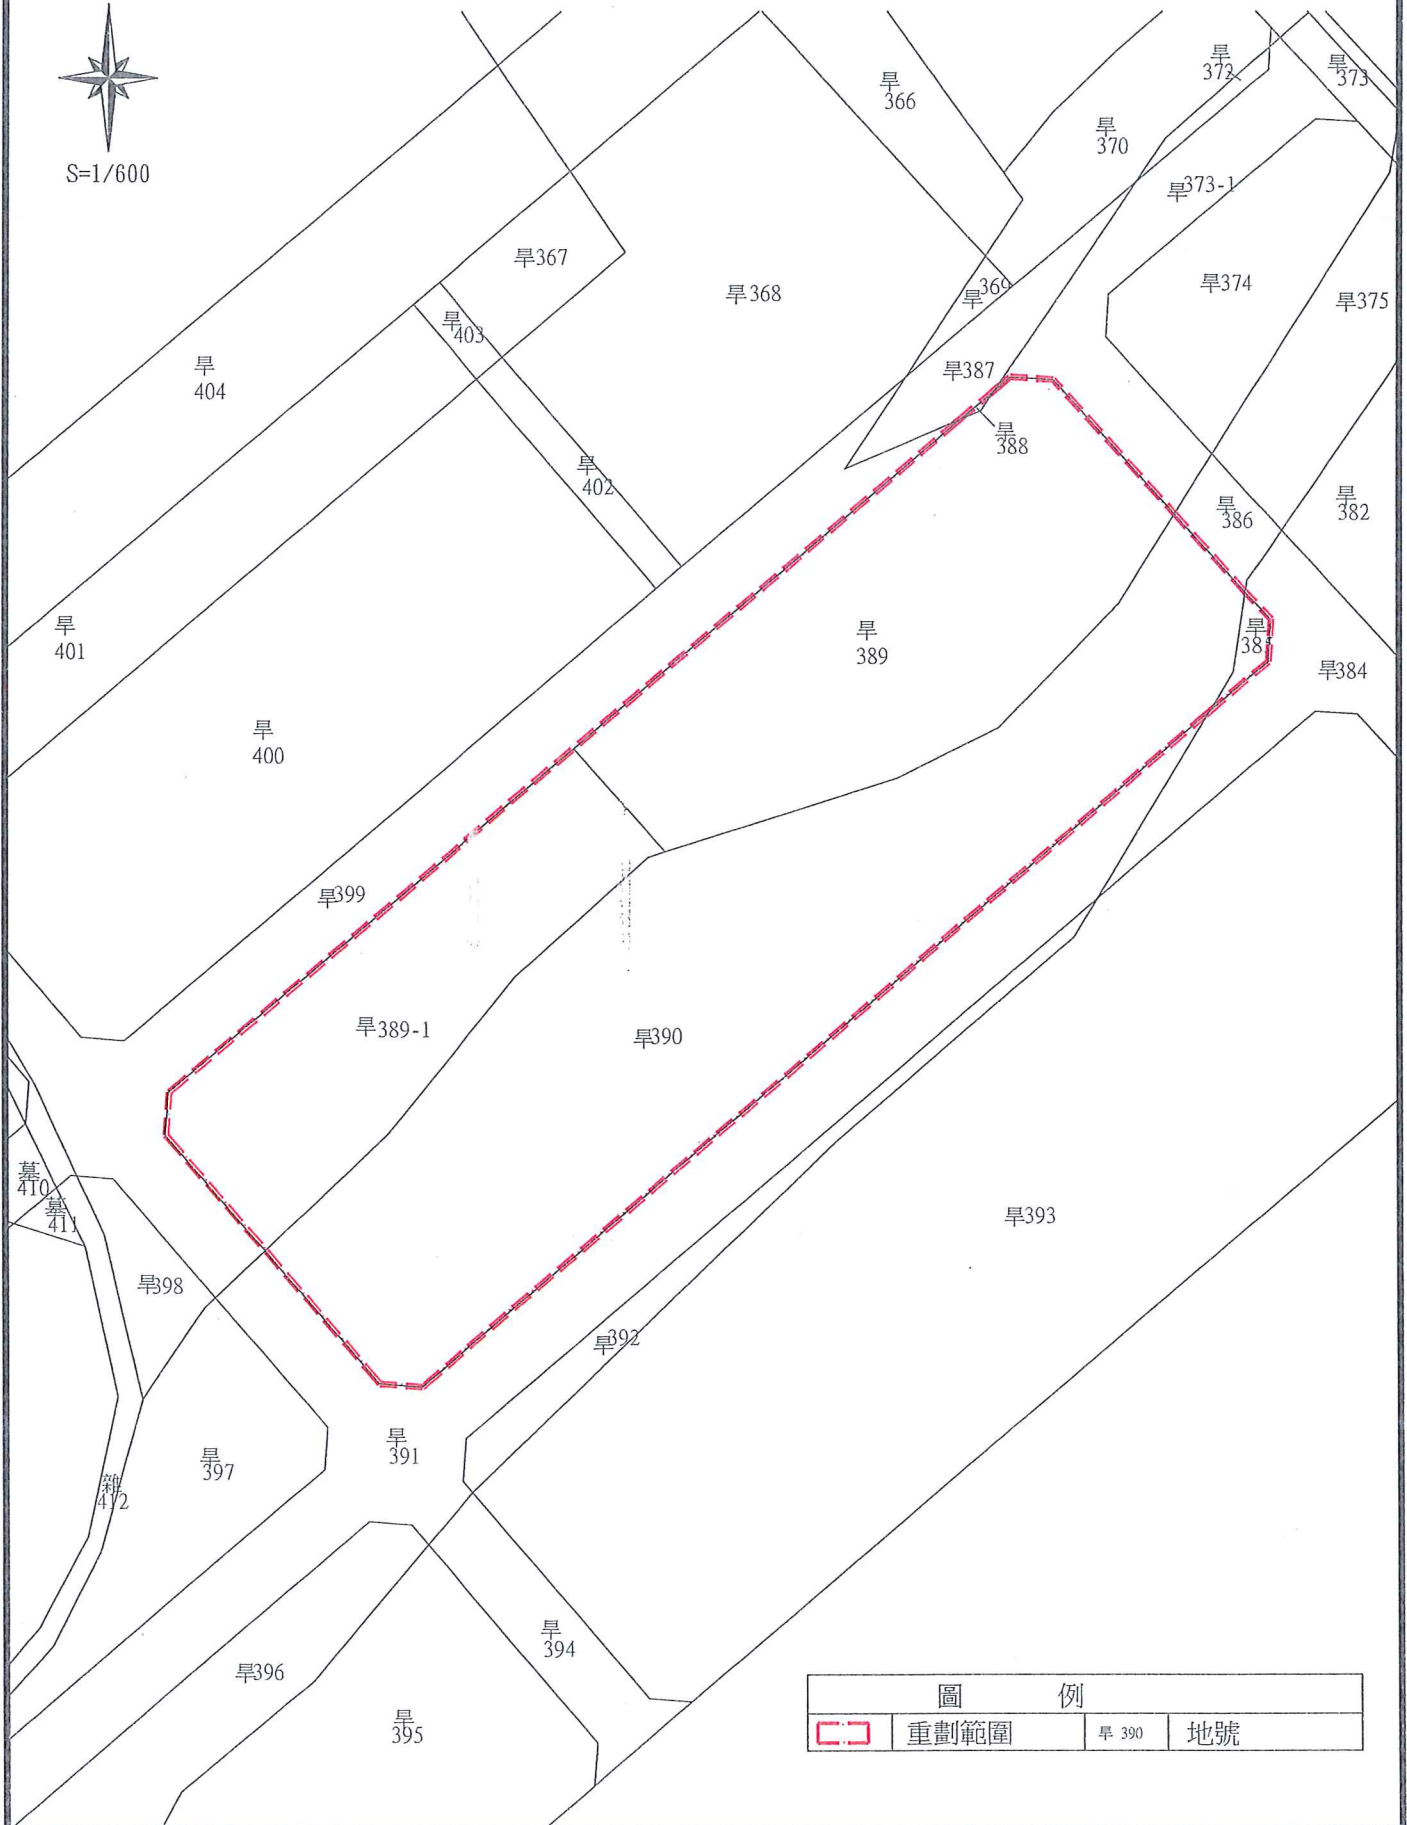 S=1/600
旱
366
旱
372
旱
373
旱
370
旱373-1
旱367
旱368
旱369
旱374
旱375
旱
403
旱
404
旱387
旱
388
旱
402
旱
386
旱
382
旱
401
旱
389
旱
38
旱384
旱
400
旱399
旱389-1
旱390
墓
410
墓
411
旱393
旱398
旱392
旱
391
旱
397
雜
412
旱
394
旱396
旱
395
圖 例
重劃範圍 旱 390 地號